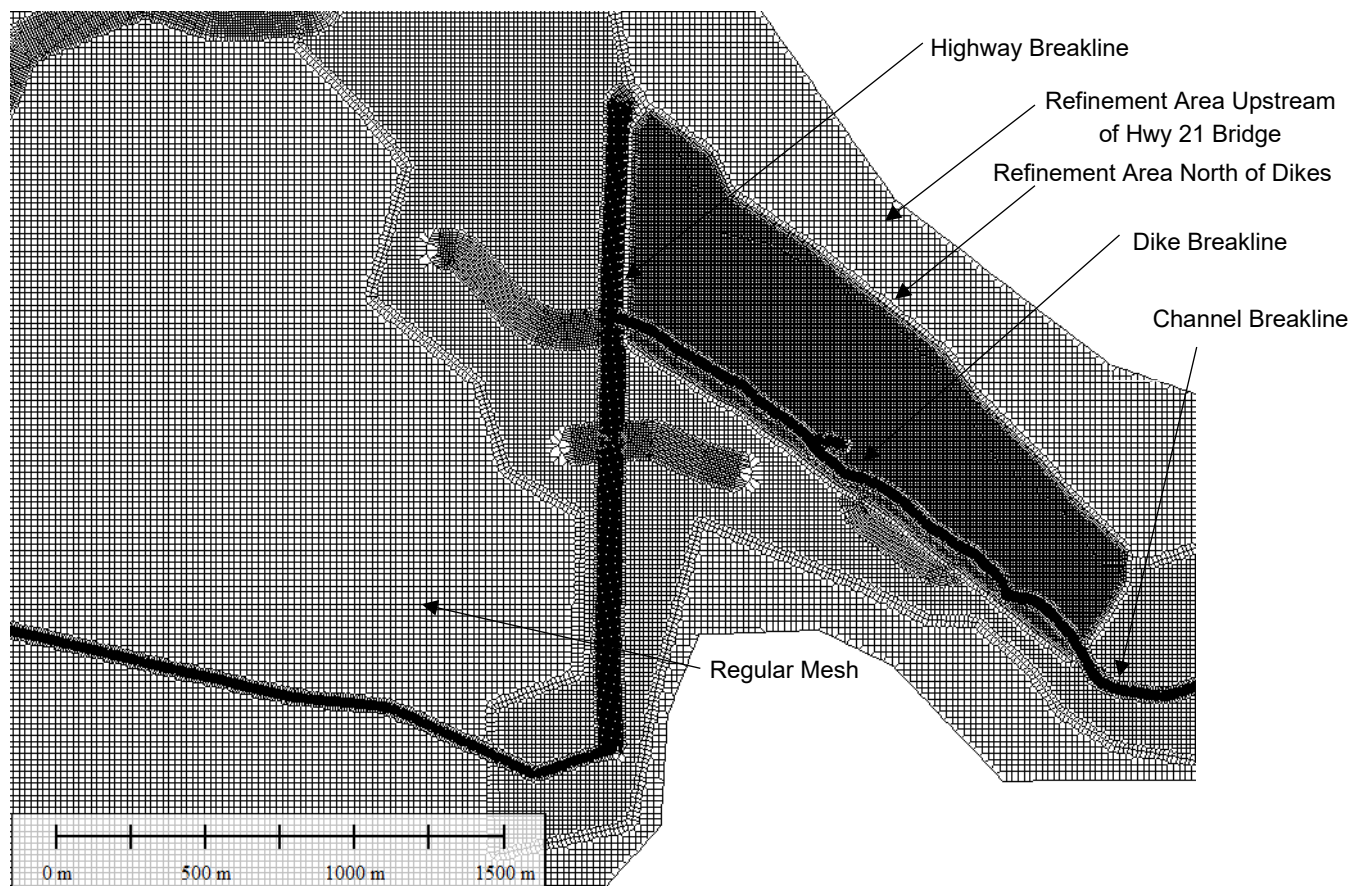 Highway Breakline
Refinement Area Upstream
of Hwy 21 Bridge
Refinement Area North of Dikes
Dike Breakline
Channel Breakline
Regular Mesh
0 m 500 m 1000 m 1500 m